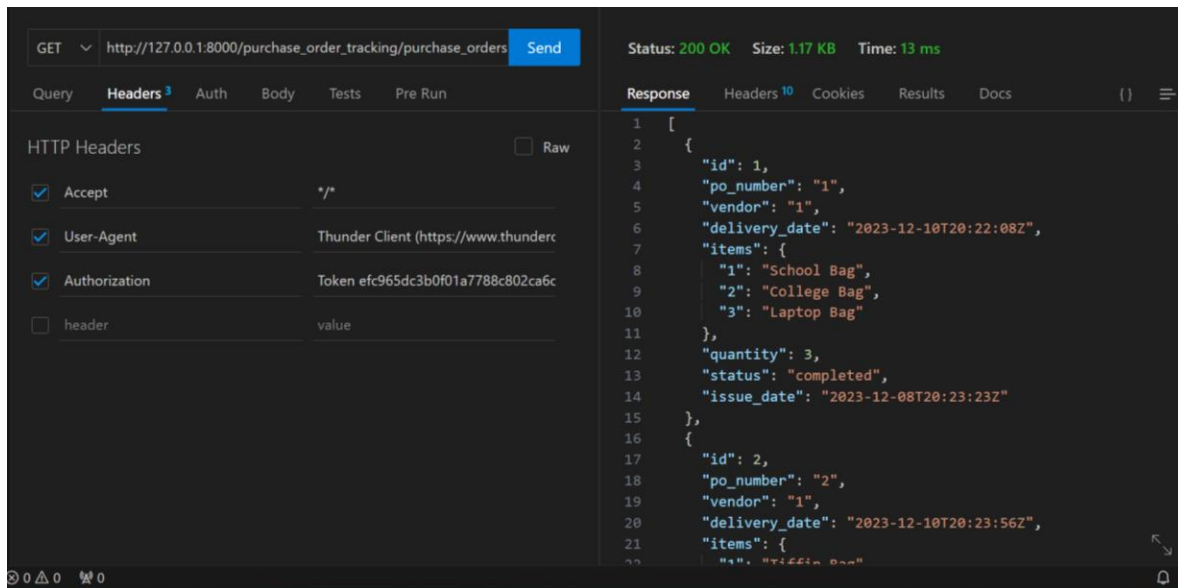 GET http://127.0.0.1:8000/purchase_order_tracking/purchase_orders Send
Query Headers 3 Auth Body Tests Pre Run
HTTP Headers Raw
Accept */*
User-Agent Thunder Client (https://www.thunderc
Authorization Token efc965dc3b0f01a7788c802ca6c
header value
Status: 200 OK Size: 1.17 KB Time: 13 ms
Response Headers 10 Cookies Results Docs { }
1 [
2 {
3 "id": 1,
4 "po_number": "1",
5 "vendor": "1",
6 "delivery_date": "2023-12-10T20:22:08Z",
7 "items": {
8 "1": "School Bag",
9 "2": "College Bag",
10 "3": "Laptop Bag"
11 },
12 "quantity": 3,
13 "status": "completed",
14 "issue_date": "2023-12-08T20:23:23Z"
15 },
16 {
17 "id": 2,
18 "po_number": "2",
19 "vendor": "1",
20 "delivery_date": "2023-12-10T20:23:56Z",
21 "items": {
22 "1": "Tiffin Bag"
0 0 0